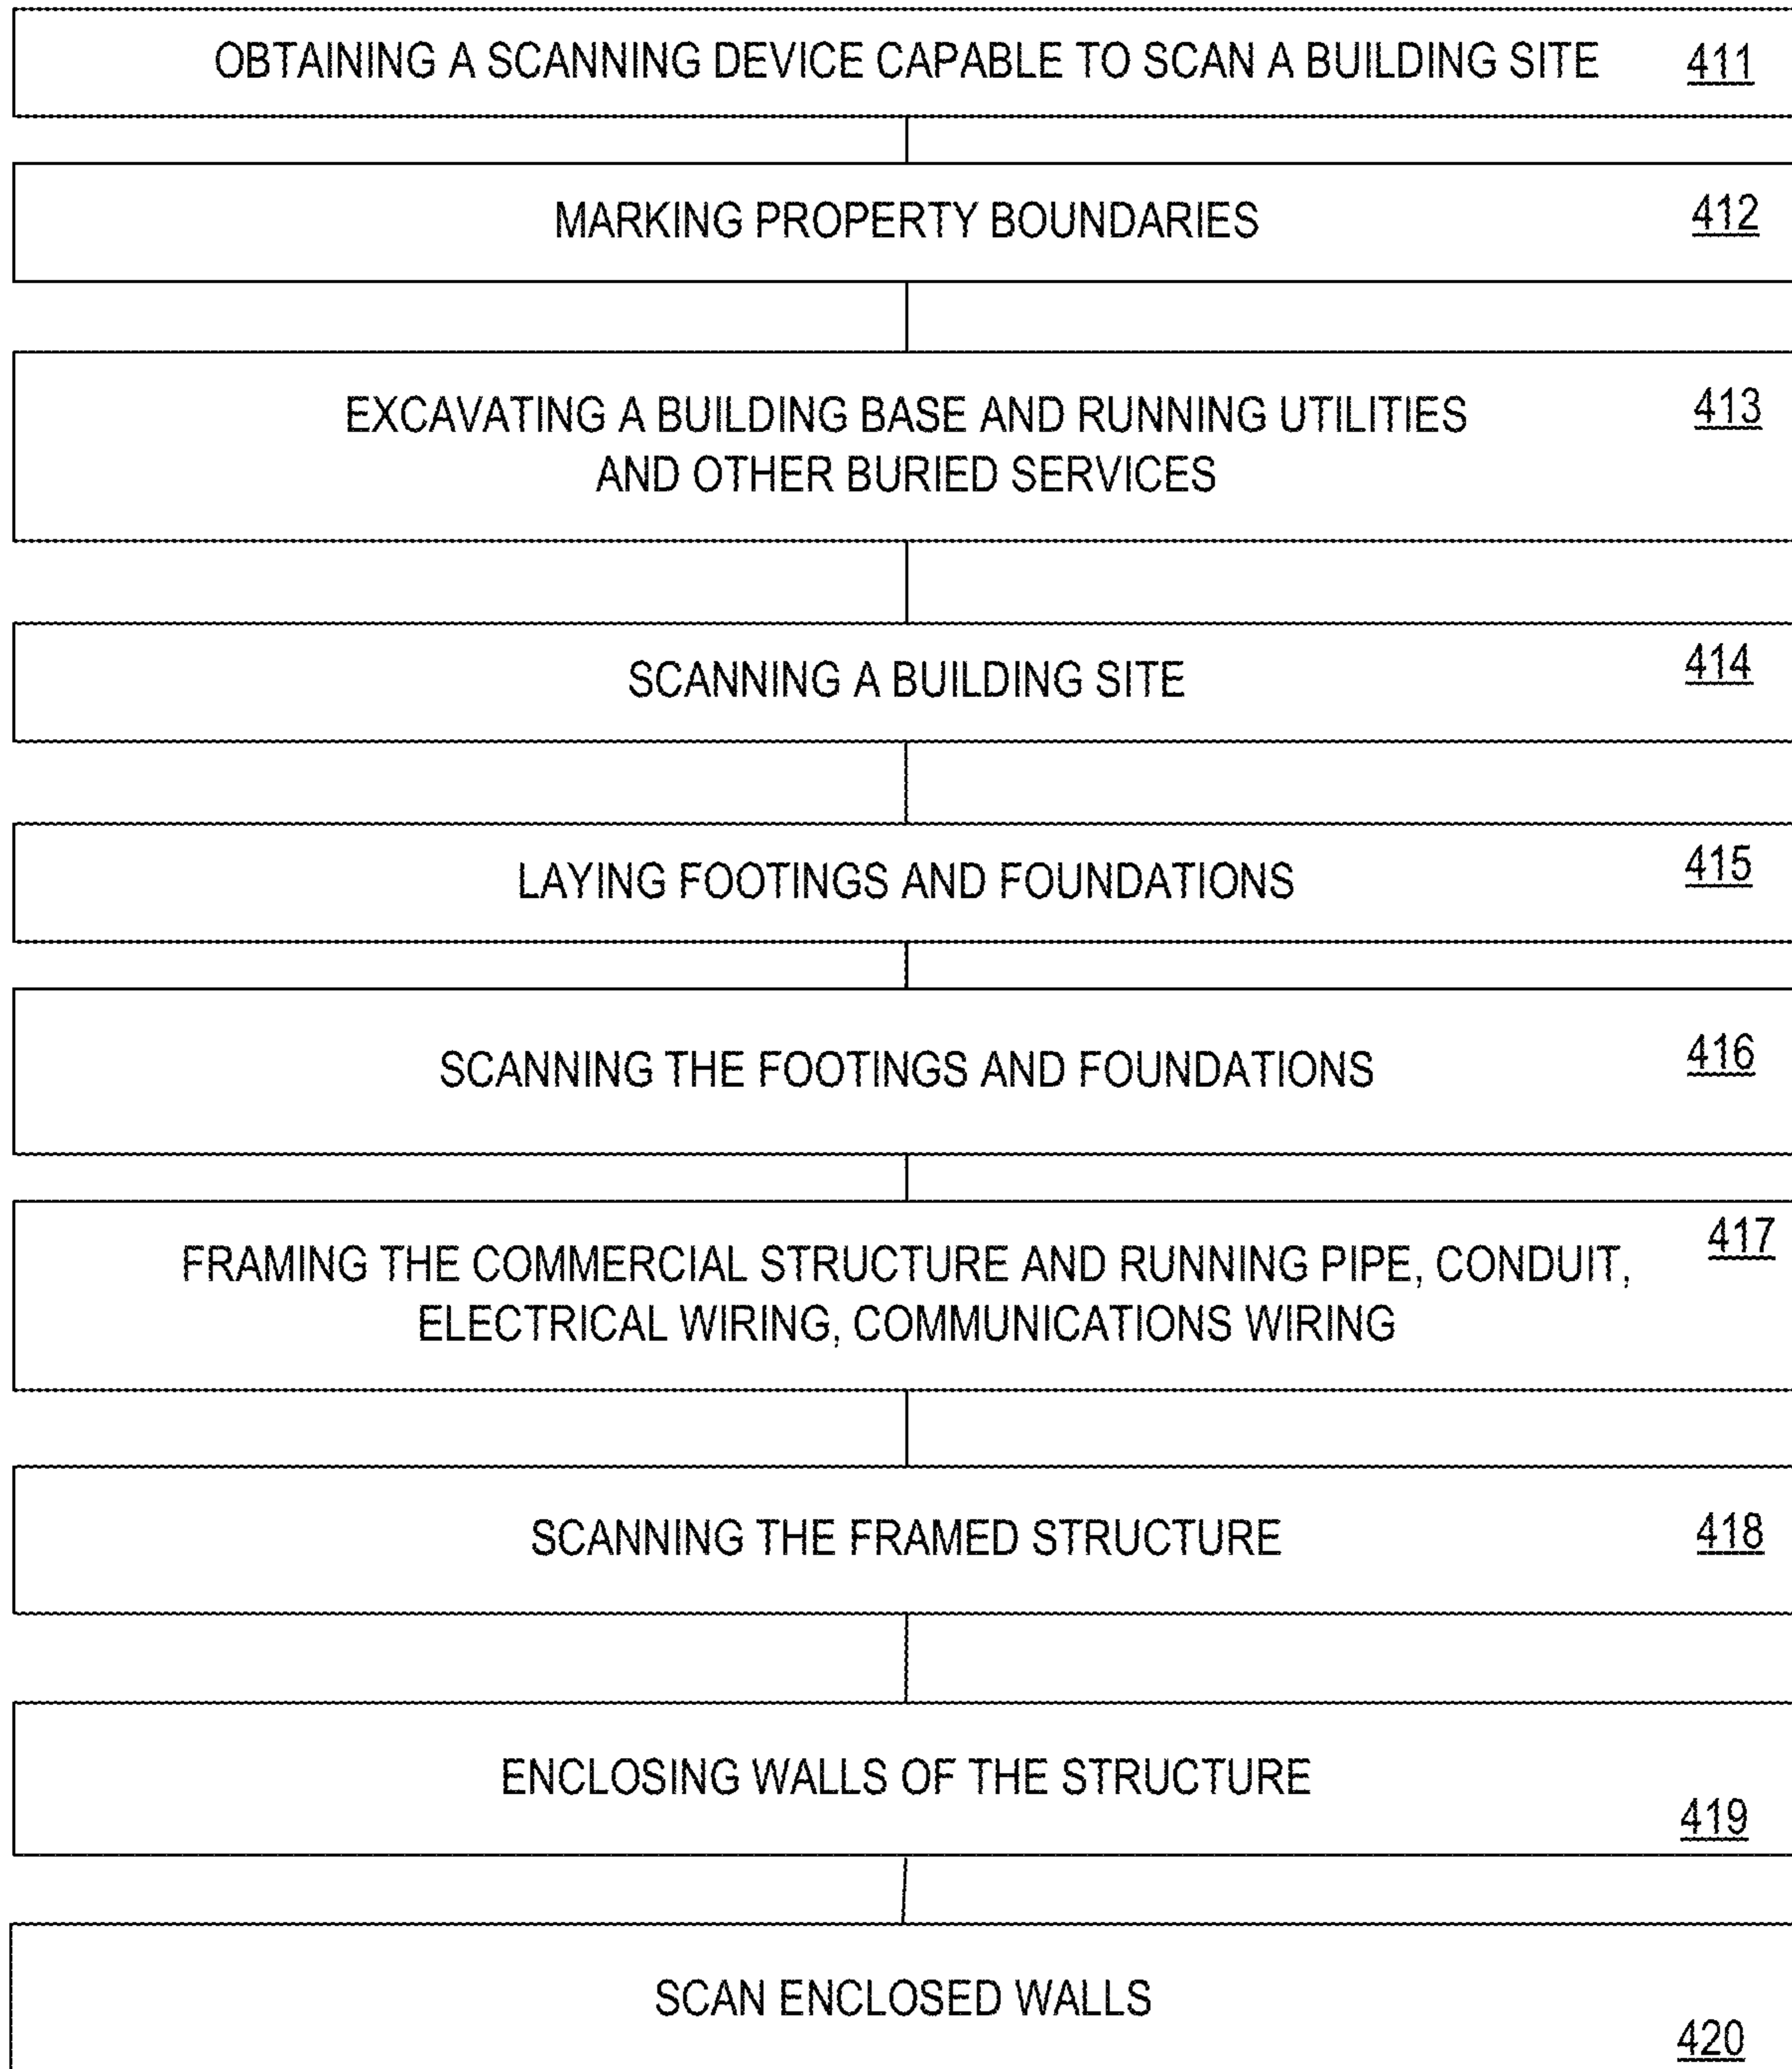 OBTAINING A SCANNING DEVICE CAPABLE TO SCAN A BUILDING SITE 411
MARKING PROPERTY BOUNDARIES 412
EXCAVATING A BUILDING BASE AND RUNNING UTILITIES 413
AND OTHER BURIED SERVICES
SCANNING A BUILDING SITE 414
LAYING FOOTINGS AND FOUNDATIONS 415
SCANNING THE FOOTINGS AND FOUNDATIONS 416
FRAMING THE COMMERCIAL STRUCTURE AND RUNNING PIPE, CONDUIT, 417
ELECTRICAL WIRING, COMMUNICATIONS WIRING
SCANNING THE FRAMED STRUCTURE 418
ENCLOSING WALLS OF THE STRUCTURE
419
SCAN ENCLOSED WALLS
420